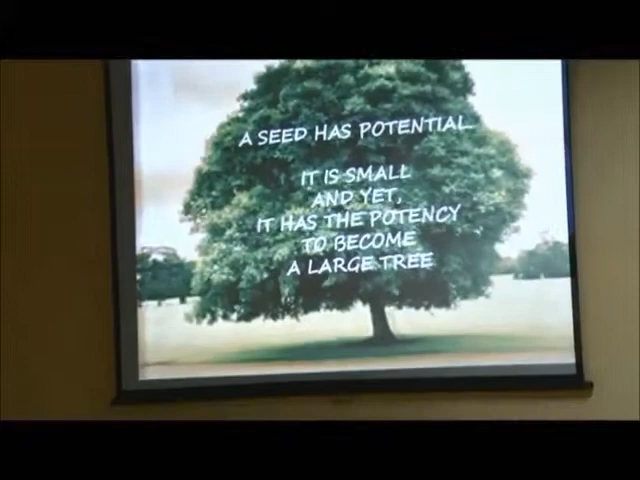 A SEED HAS POTENTIAL
IT IS SMALL
AND YET,
IT HAS THE POTENCY
TO BECOME
A LARGE TREE